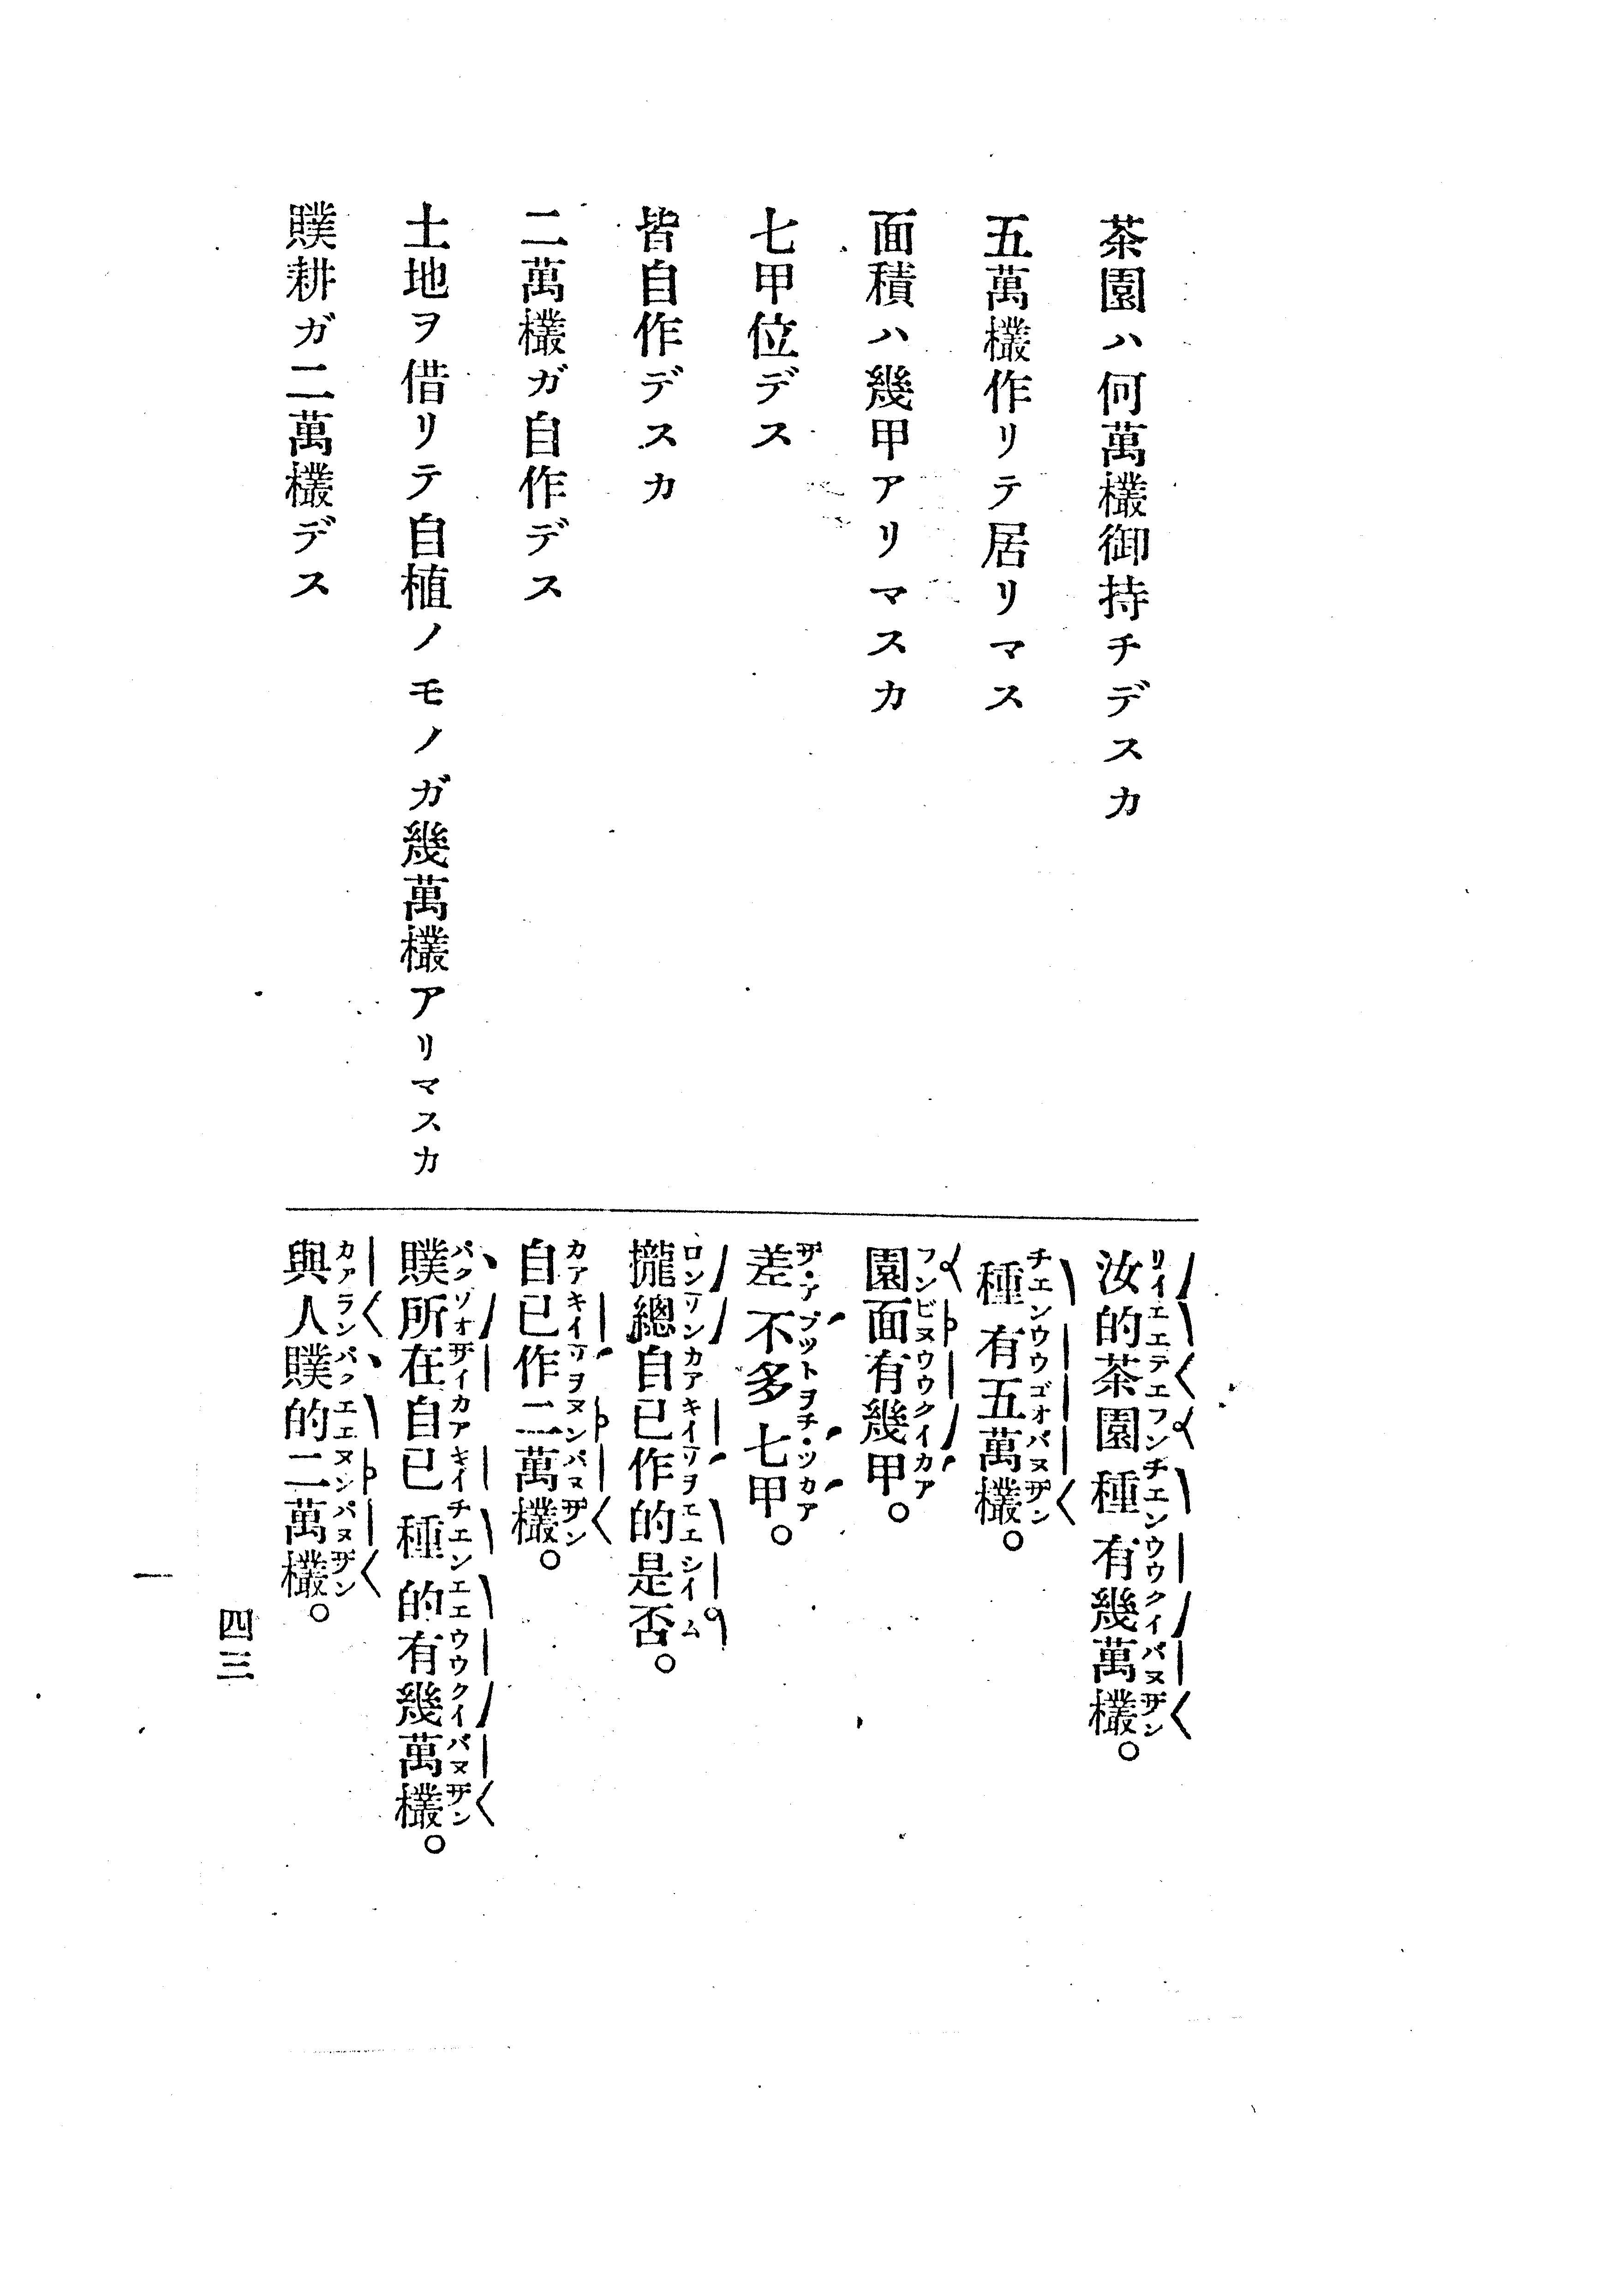 茶園ハ何萬欉御持チデスカ
五萬欉作リテ居リマス
面積ハ幾甲アリマスカ
七甲位デス
皆自作デスカ
二萬欉ガ自作デス
土地ヲ借リテ自植ノモノガ幾萬欉アリマスカ
贌耕ガ二萬欉デス
汝的茶園種有幾萬欉。
種有五萬欉。
園面有幾甲。
差不多七甲。
攏總自己作的是否。
自己作二萬欉。
贌所在自己種的有幾萬欉。
與人贌的二萬欉。
四三